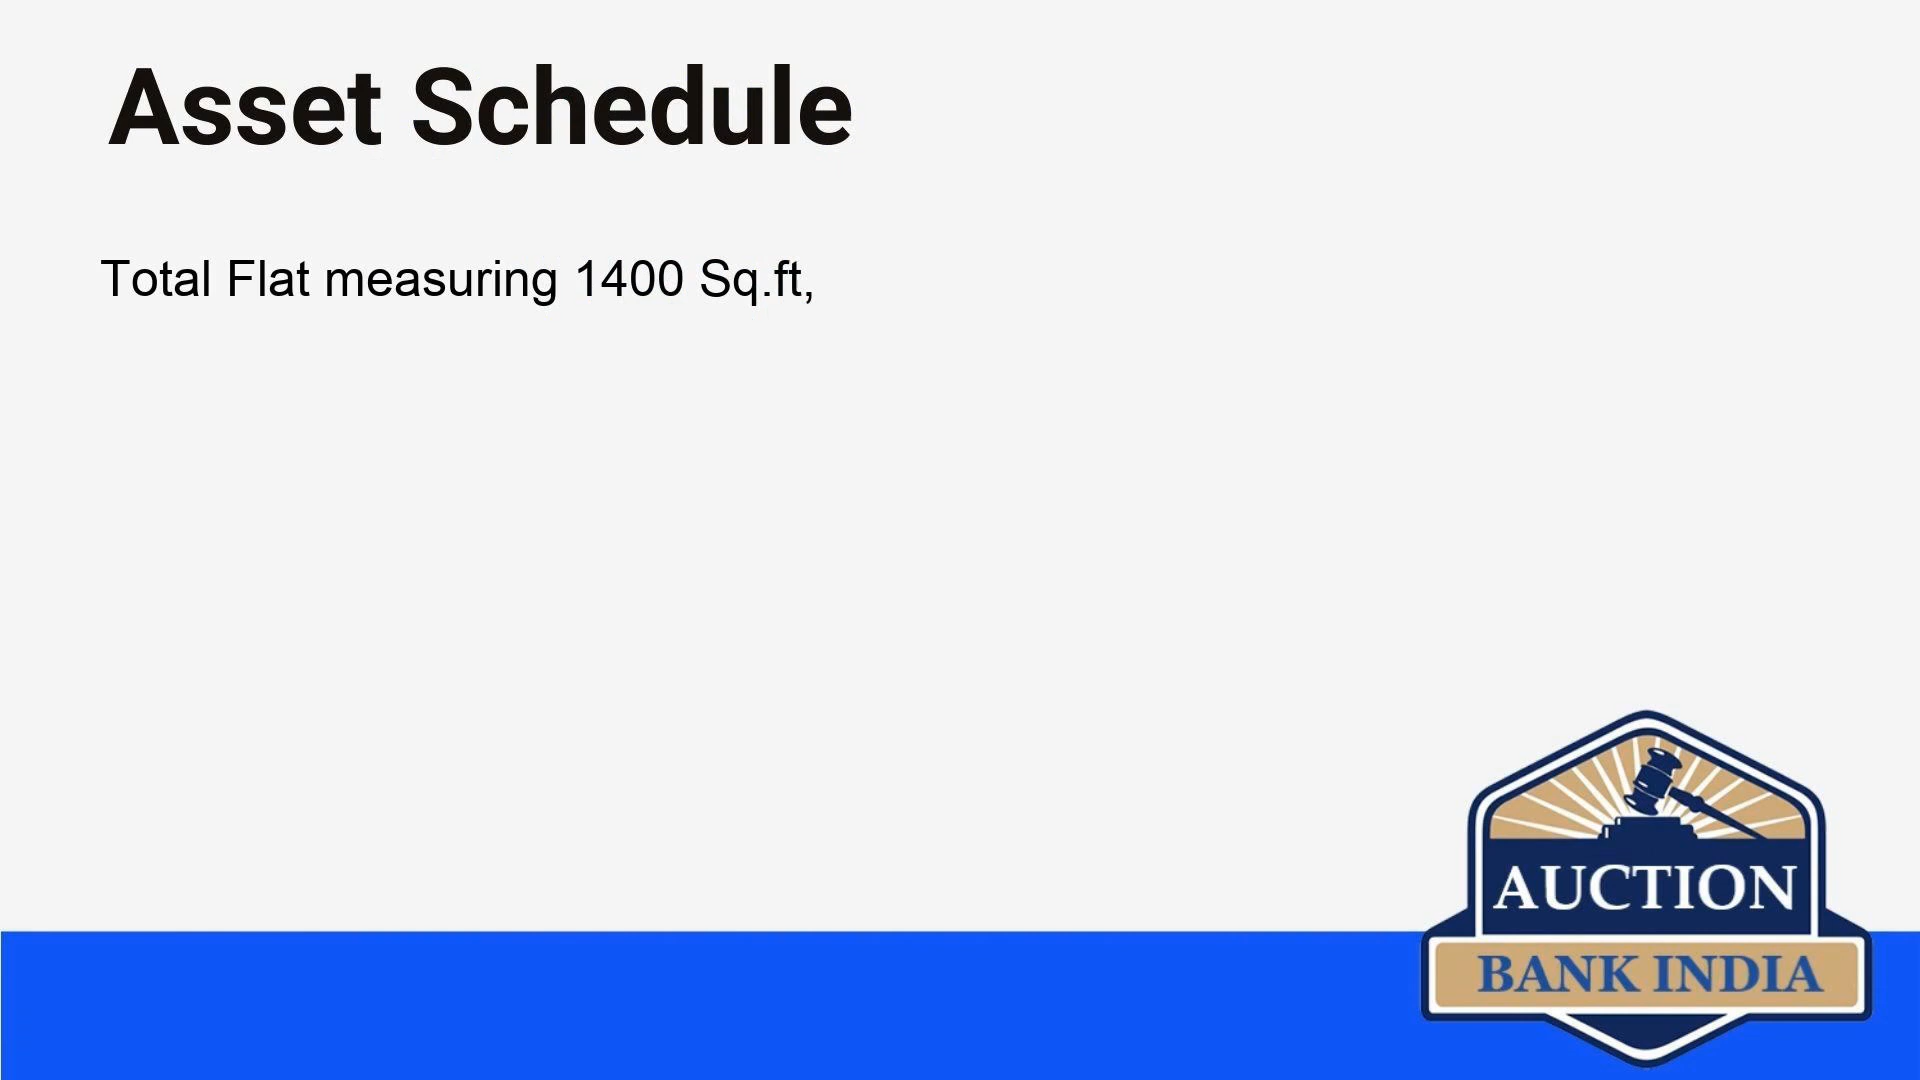 Asset Schedule
Total Flat measuring 1400 Sq.ft,
AUCTION
BANK INDIA